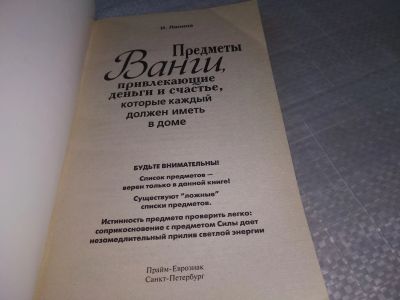 Предметы
Ванги,
привлекающие
деньги и счастье,
которые каждый
должен иметь
в доме
БУДЬТЕ ВНИМАТЕЛЬНЫ!
Список предметов —
верен только в данной книге!
Существуют "ложные"
списки предметов.
Истинность предмета проверить легко:
соприкосновение с предметом Силы дает
незамедлительный прилив светлой энергии
Прайм-Еврознак
Санкт-Петербург